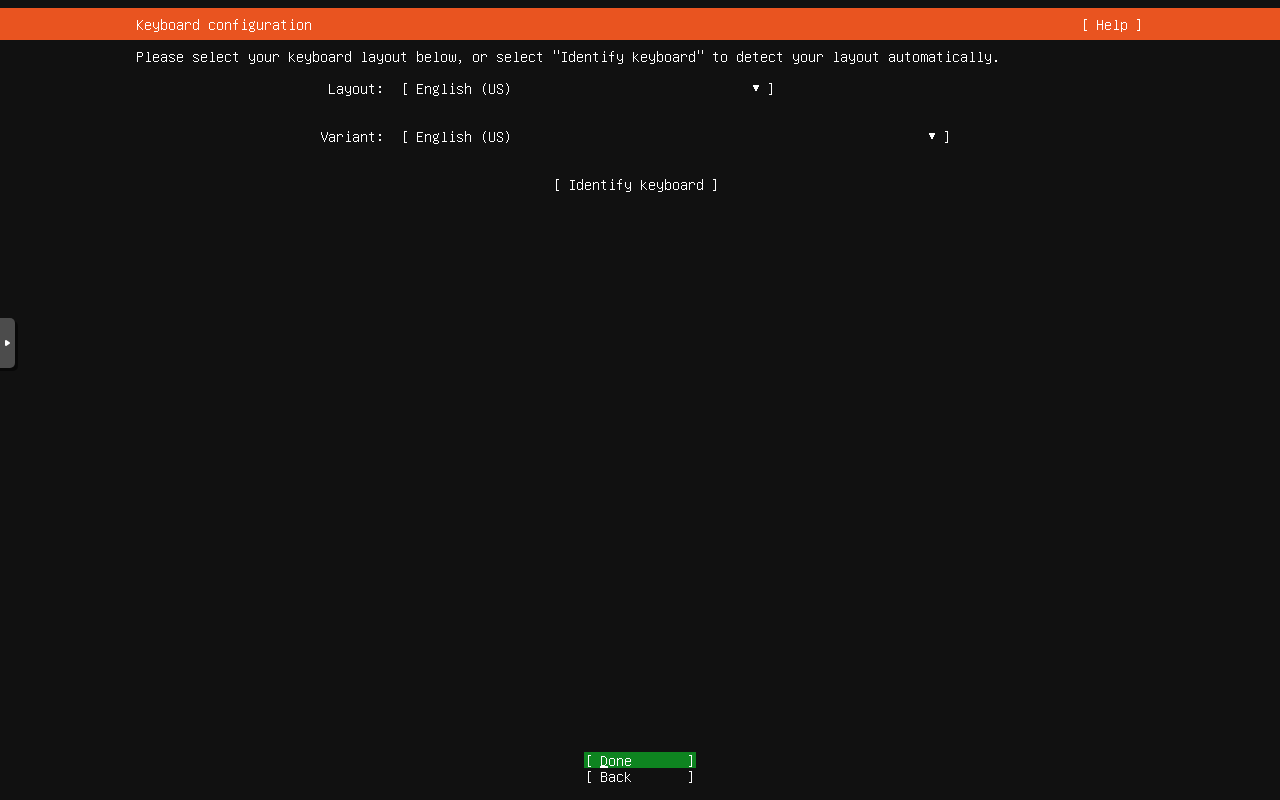 Keyboard configuration [ Help ]
Please select your keyboard layout below, or select "Identify keyboard" to detect your layout automatically.
Layout: [ English (US) ▼ ]
Variant: [ English (US) ▼ ]
[ Identify keyboard ]
[ Done ]
[ Back ]